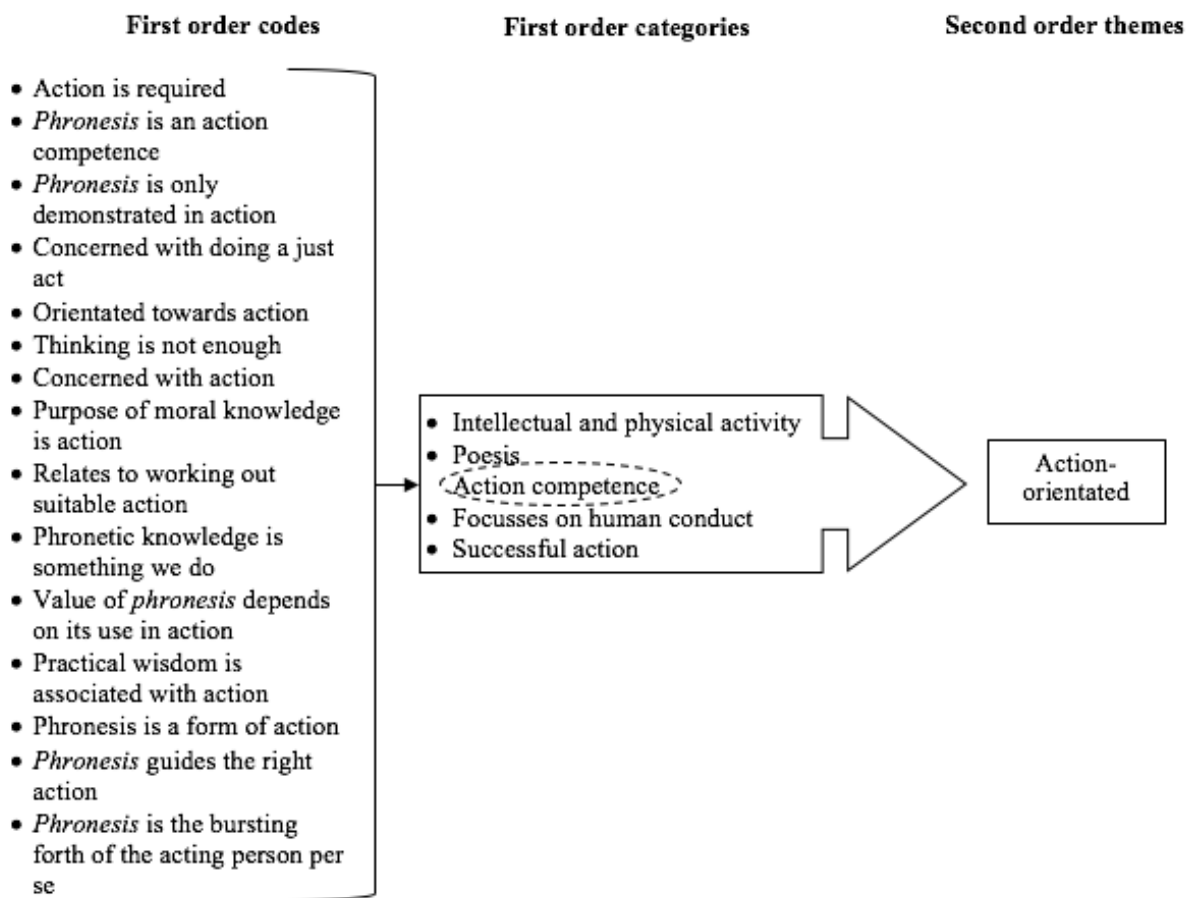 First order codes
First order categories
Second order themes
• Action is required
• Phronesis is an action
competence
• Phronesis is only
demonstrated in action
• Concerned with doing a just
act
• Orientated towards action
• Thinking is not enough
• Concerned with action
• Purpose of moral knowledge
is action
• Relates to working out
suitable action
• Phronetic knowledge is
something we do
• Value of phronesis depends
on its use in action
• Practical wisdom is
associated with action
• Phronesis is a form of action
• Phronesis guides the right
action
• Phronesis is the bursting
forth of the acting person per
se
• Intellectual and physical activity
• Poesis
Action competence
• Focusses on human conduct
• Successful action
Action-
orientated